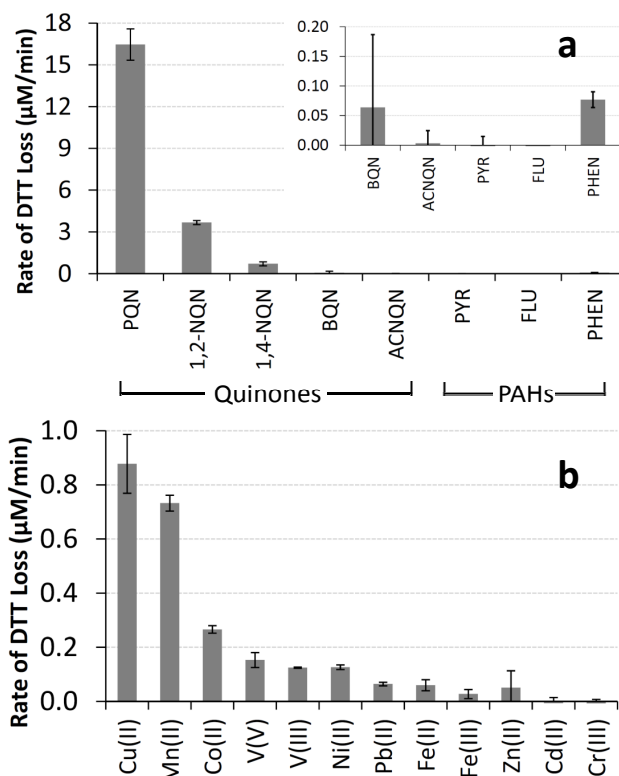 Rate of DTT Loss (µM/min)
18
15
12
9
6
3
0
a
0.20
0.15
0.10
0.05
0.00
BQN
ACNQN
PYR
FLU
PHEN
PQN
1,2-NQN
1,4-NQN
BQN
ACNQN
PYR
FLU
PHEN
Quinones
PAHs
Rate of DTT Loss (µM/min)
1.0
0.8
0.6
0.4
0.2
0.0
b
Cu(II)
Mn(II)
Co(II)
V(V)
V(III)
Ni(II)
Pb(II)
Fe(II)
Fe(III)
Zn(II)
Cd(II)
Cr(III)